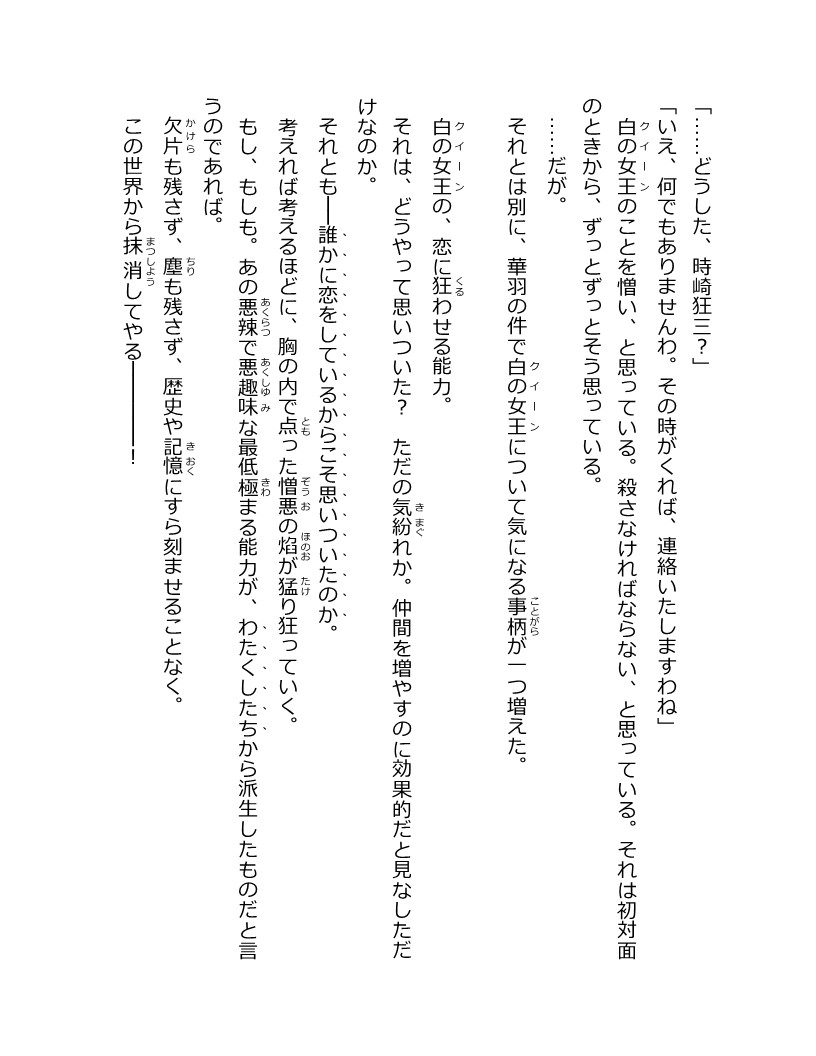 「……どうした、時崎狂三？」
「いえ、何でもありませんわ。その時がくれば、連絡いたしますわね」
白の女王のことを憎い、と思っている。殺さなければならない、と思っている。それは初対面
のときから、ずっとずっとそう思っている。
……だが。
それとは別に、華羽の件で白の女王について気になる事柄が一つ増えた。
白の女王の、恋に狂わせる能力。
それは、どうやって思いついた？　ただの気紛れか。仲間を増やすのに効果的だと見なしただ
けなのか。
それとも──誰かに恋をしているからこそ思いついたのか。
考えれば考えるほどに、胸の内で点った憎悪の焰が猛り狂っていく。
もし、もしも。あの悪辣で悪趣味な最低極まる能力が、わたくしたちから派生したものだと言
うのであれば。
欠片も残さず、塵も残さず、歴史や記憶にすら刻ませることなく。
この世界から抹消してやる────！